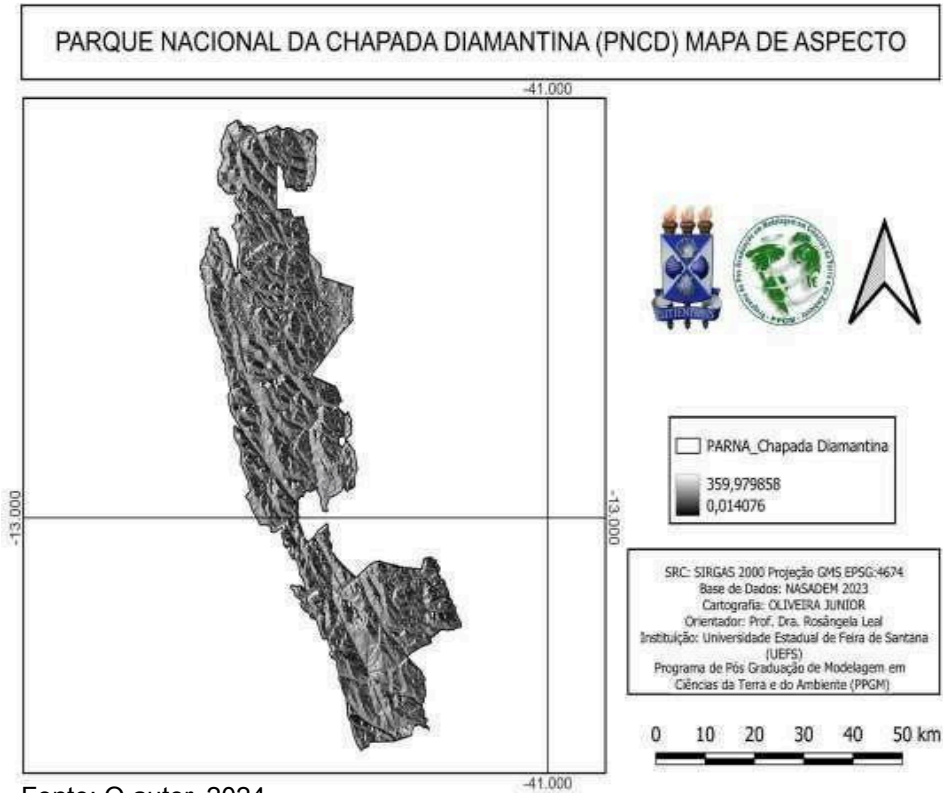 PARQUE NACIONAL DA CHAPADA DIAMANTINA (PNCD) MAPA DE ASPECTO
-41.000
-13.000
-13.000
PARNA_Chapada Diamantina
359,979858
0,014076
SRC: SIRGAS 2000 Projeção GMS EPSG:4674
Base de Dados: NASADEM 2023
Cartografia: OLIVEIRA JUNIOR
Orientador: Prof. Dra. Rosângela Leal
Instituição: Universidade Estadual de Feira de Santana
(UEFS)
Programa de Pós Graduação de Modelagem em
Ciências da Terra e do Ambiente (PPGM)
0 10 20 30 40 50 km
-41.000